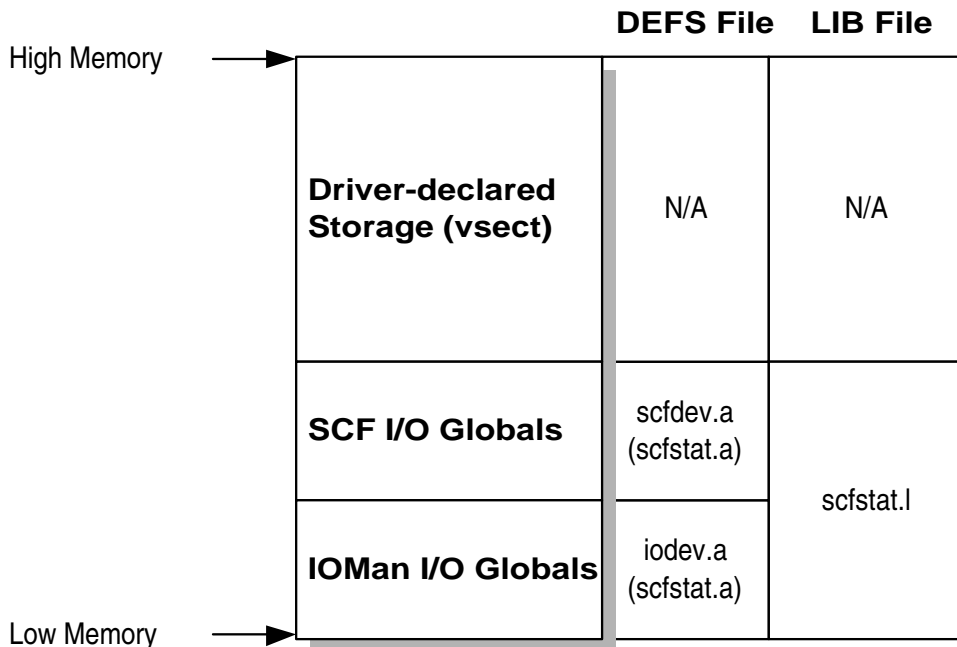 DEFS File LIB File
High Memory
Driver-declared
Storage (vsect)
N/A
N/A
SCF I/O Globals
scfdev.a
(scfstat.a)
scfstat.l
IOMan I/O Globals
iodev.a
(scfstat.a)
Low Memory